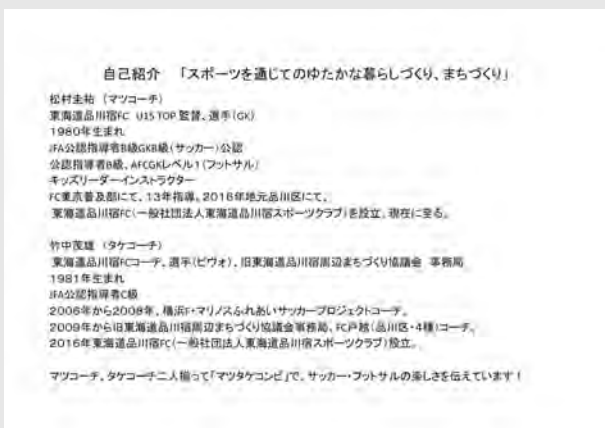 自己紹介　「スポーツを通じてのゆたかな暮らしづくり、まちづくり」
松村圭祐（マツコーチ）
東海道品川宿FC　U15 TOP 監督、選手(GK)
1980年生まれ
JFA公認指導者B級GKB級(サッカー)公認
公認指導者B級、AFCGKレベル1(フットサル)
キッズリーダーインストラクター
FC東京普及部にて、13年指導。2016年地元品川区にて、
東海道品川宿FC(一般社団法人東海道品川宿スポーツクラブ)を設立、現在に至る。
竹中茂雄（タケコーチ）
東海道品川宿FCコーチ、選手(ピヴォ)、旧東海道品川宿周辺まちづくり協議会　事務局
1981年生まれ
JFA公認指導者C級
2006年から2008年、横浜F・マリノスふれあいサッカープロジェクトコーチ。
2009年から旧東海道品川宿周辺まちづくり協議会事務局、FC戸越(品川区・4種)コーチ。
2016年東海道品川宿FC(一般社団法人東海道品川宿スポーツクラブ)設立。
マツコーチ、タケコーチ二人揃って「マツタケコンビ」で、サッカー・フットサルの楽しさを伝えています！